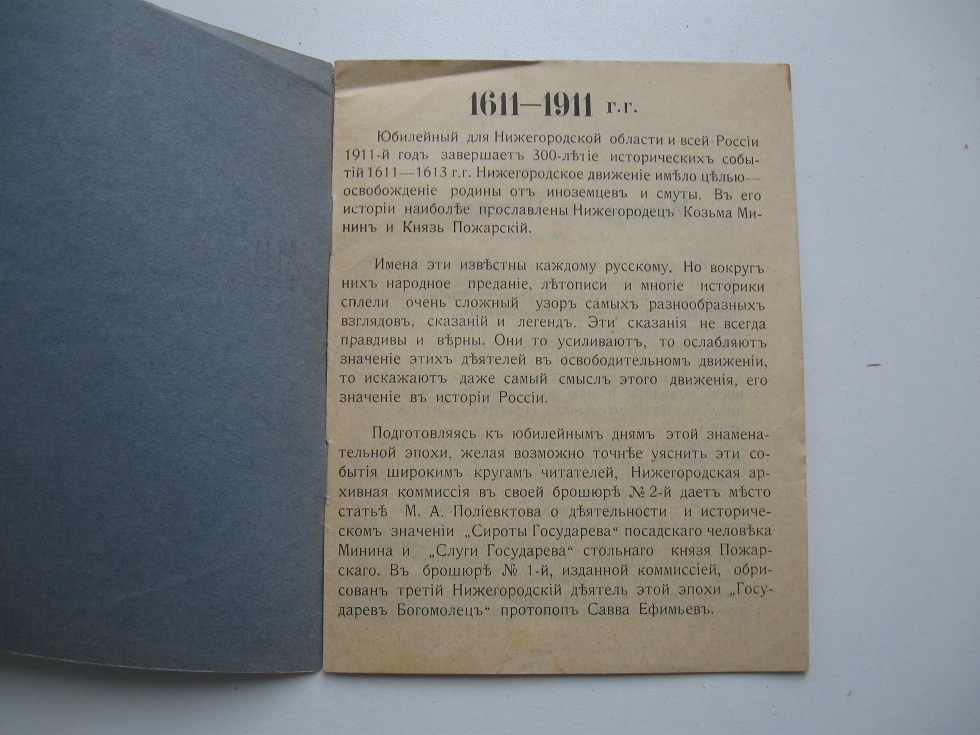 1611—1911 г.г.
Юбилейный для Нижегородской области и всей Россіи
1911-й годъ завершаетъ 300-лѣтіе историческихъ собы-
тій 1611—1613 г.г. Нижегородское движеніе имѣло цѣлью—
освобожденіе родины отъ иноземцевъ и смуты. Въ его
исторіи наиболѣе прославлены Нижегородецъ Козьма Ми-
нинъ и Князь Пожарскій.
Имена эти извѣстны каждому русскому. Но вокругъ
нихъ народное преданіе, лѣтописи и многіе историки
сплели очень сложный узоръ самыхъ разнообразныхъ
взглядовъ, сказаній и легендъ. Эти сказанія не всегда
правдивы и вѣрны. Они то усиливаютъ, то ослабляютъ
значеніе этихъ дѣятелей въ освободительномъ движеніи,
то искажаютъ даже самый смыслъ этого движенія, его
значеніе въ исторіи Россіи.
Подготовляясь къ юбилейнымъ днямъ этой знамена-
тельной эпохи, желая возможно точнѣе уяснить эти со-
бытія широкимъ кругамъ читателей, Нижегородская ар-
хивная коммиссія въ своей брошюрѣ № 2-й даетъ мѣсто
статьѣ М. А. Поліевктова о дѣятельности и историче-
скомъ значеніи „Сироты Государева“ посадскаго человѣка
Минина и „Слуги Государева“ стольнаго князя Пожар-
скаго. Въ брошюрѣ № 1-й, изданной коммиссіей, обри-
сованъ третій Нижегородскій дѣятель этой эпохи „Госу-
даревъ Богомолецъ“ протопопъ Савва Ефимьевъ.